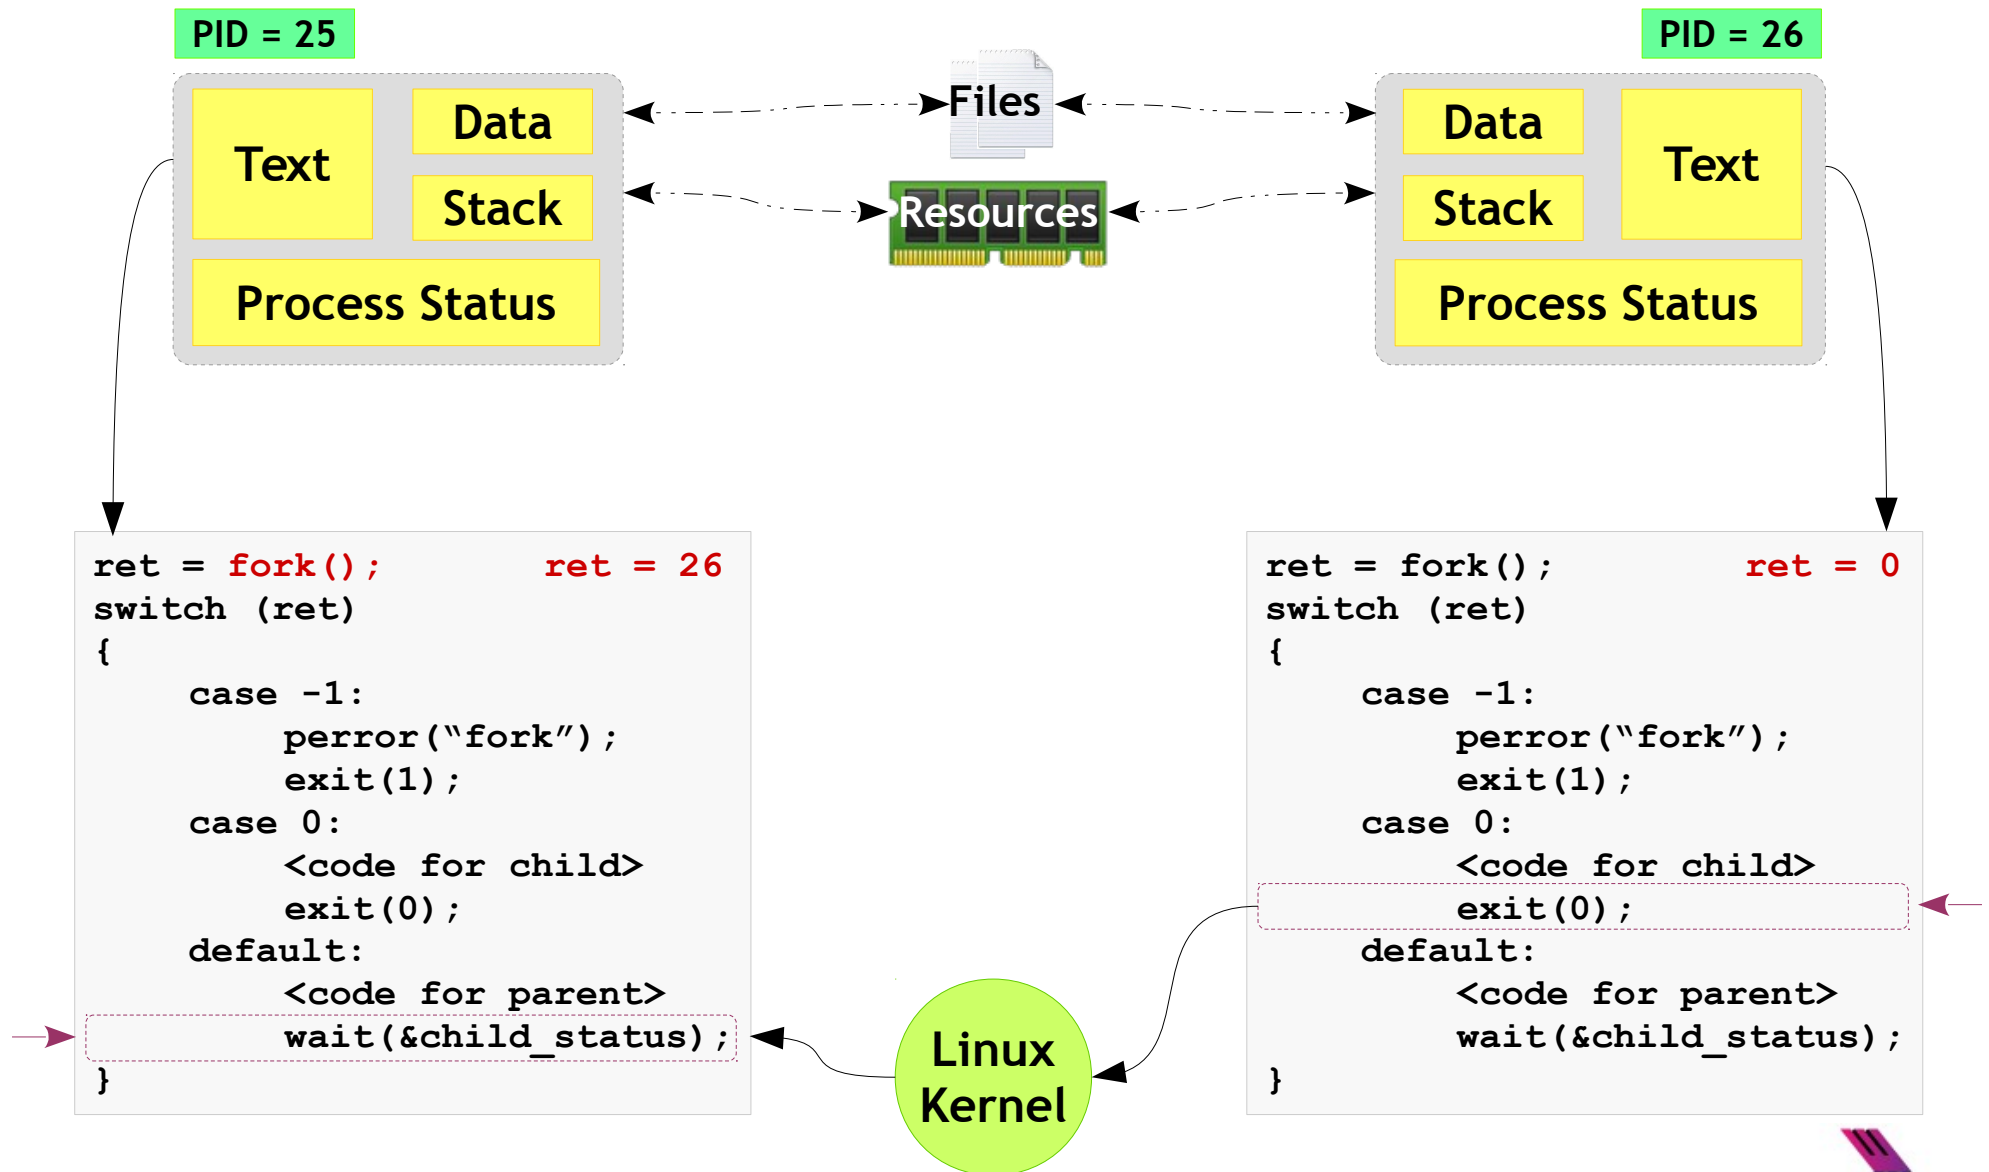 PID = 25
PID = 26
Text
Data
Stack
Process Status
Files
Resources
Data
Stack
Text
Process Status
ret = fork(); ret = 26
switch (ret)
{
case -1:
perror(“fork”);
exit(1);
case 0:
<code for child>
exit(0);
default:
<code for parent>
wait(&child_status);
}
Linux
Kernel
ret = fork(); ret = 0
switch (ret)
{
case -1:
perror(“fork”);
exit(1);
case 0:
<code for child>
exit(0);
default:
<code for parent>
wait(&child_status);
}